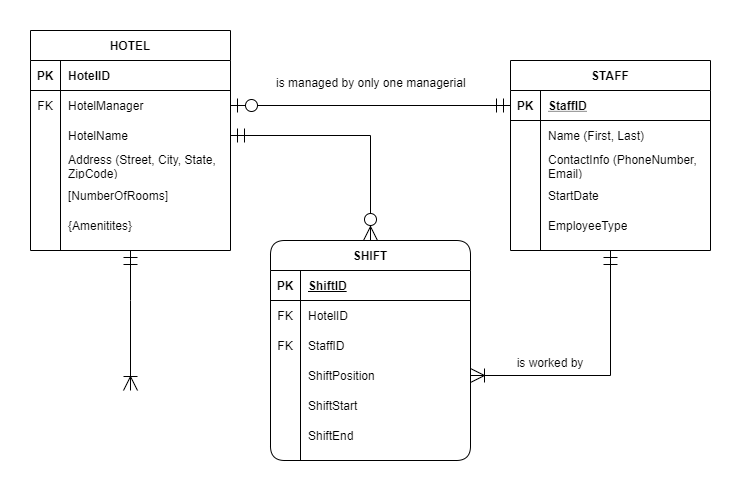 HOTEL
PK HotelID
FK HotelManager
HotelName
Address (Street, City, State,
ZipCode)
[NumberOfRooms]
{Amenitites}
is managed by only one managerial
STAFF
PK StaffID
Name (First, Last)
ContactInfo (PhoneNumber,
Email)
StartDate
EmployeeType
SHIFT
PK ShiftID
FK HotelID
FK StaffID
ShiftPosition
ShiftStart
ShiftEnd
is worked by